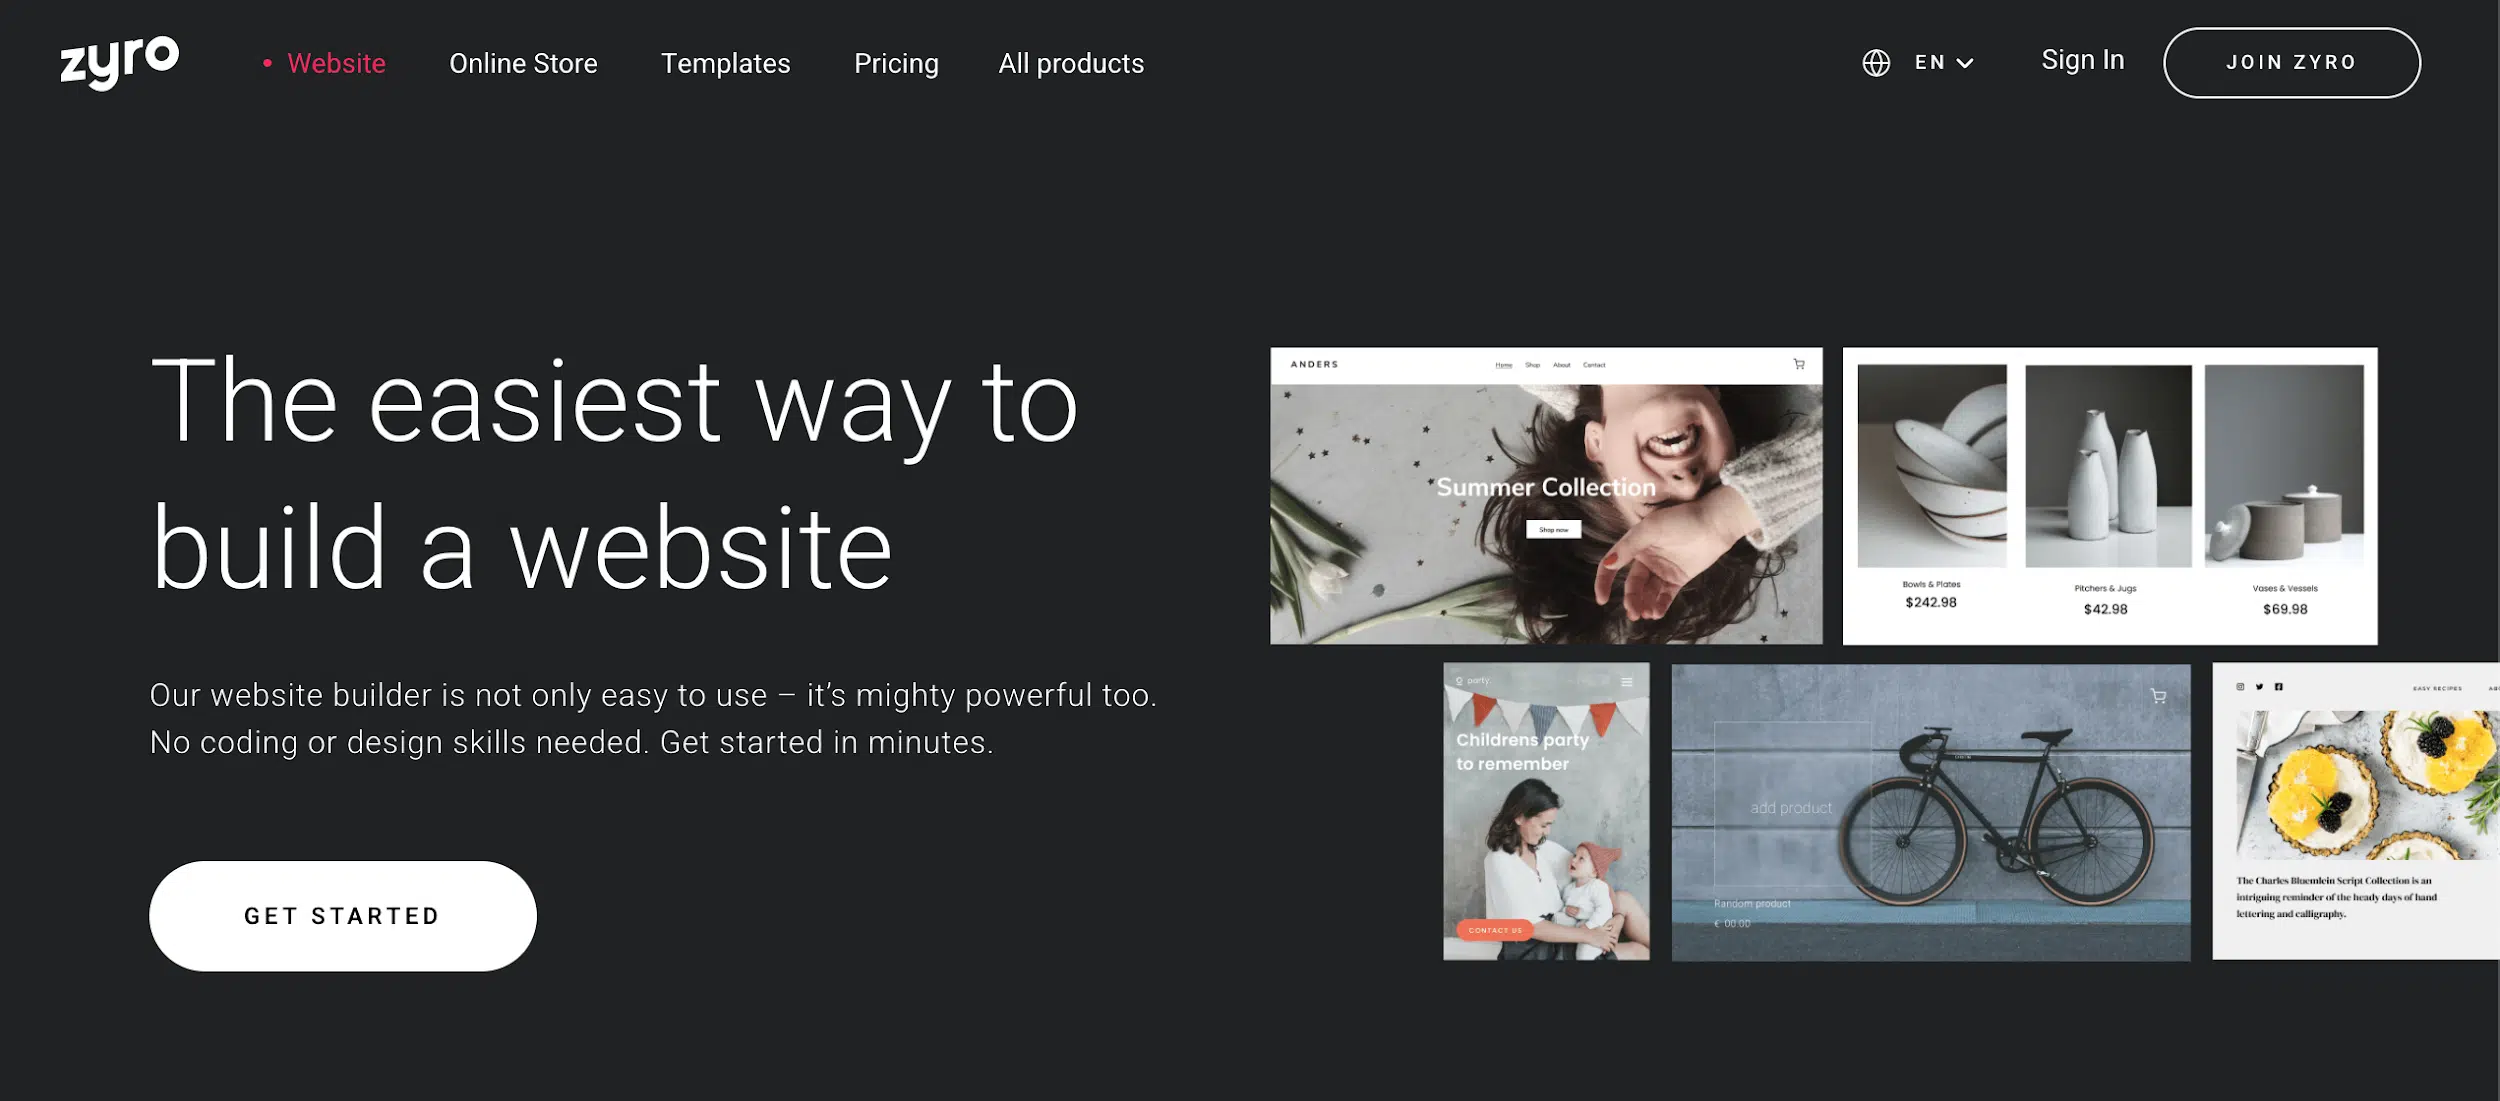 zyro
Website
Online Store
Templates
Pricing
All products
EN
Sign In
JOIN ZYRO
The easiest way to
build a website
Our website builder is not only easy to use – it’s mighty powerful too.
No coding or design skills needed. Get started in minutes.
GET STARTED
ANDERS
Home
Shop
About
Contact
Summer Collection
Shop now
Bowls & Plates
$242.98
Pitchers & Jugs
$42.98
Vases & Vessels
$69.98
party.
Childrens party
to remember
CONTACT US
add product
Random product
€ 00.00
EASY RECIPES
The Charles Bluemlein Script Collection is an
intriguing reminder of the heady days of hand
lettering and calligraphy.